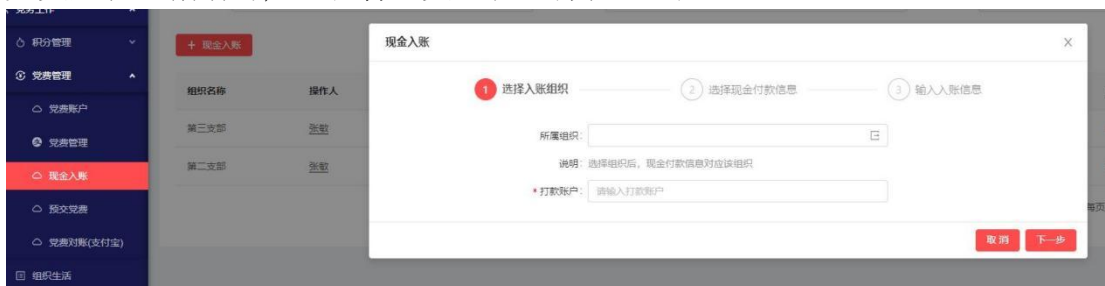 积分管理
+ 现金入账
现金入账
党费管理
组织名称
操作人
1 选择入账组织
2 选择现金付款信息
3 输入入账信息
党费账户
第三支部
张敏
所属组织:
党费管理
说明: 选择组织后，现金付款信息对应该组织
第二支部
张敏
现金入账
* 打款账户: 请输入打款账户
预交党费
每页
党费对账(支付宝)
取消
下一步
组织生活